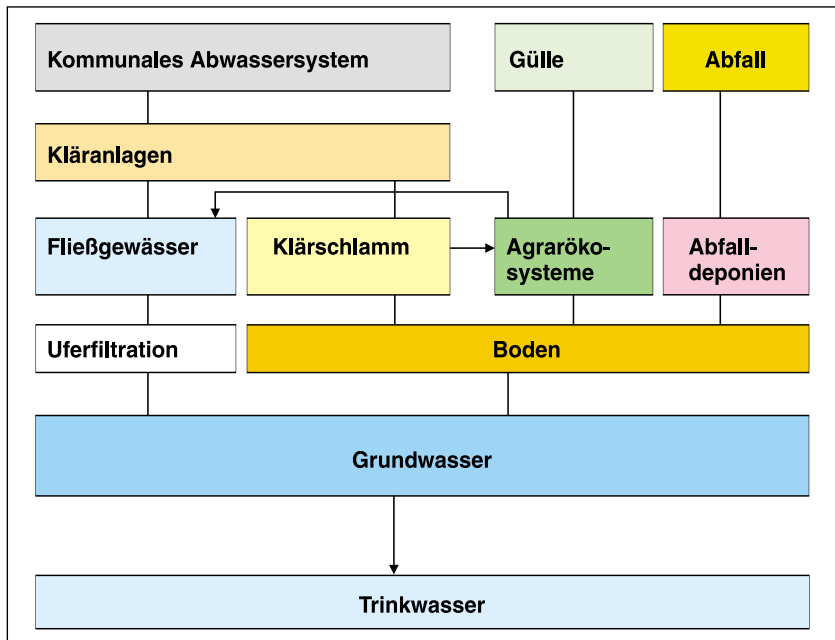 Kommunales Abwassersystem
Gülle
Abfall
Kläranlagen
Fließgewässer
Klärschlamm
Agraröko-
systeme
Abfall-
deponien
Uferfiltration
Boden
Grundwasser
Trinkwasser